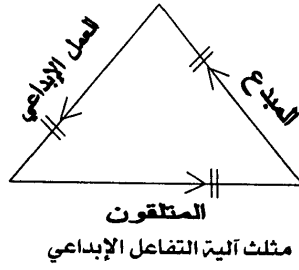 العمل الإبداعي
المبدع
المتلقون
مثلث آلية التفاعل الإبداعي